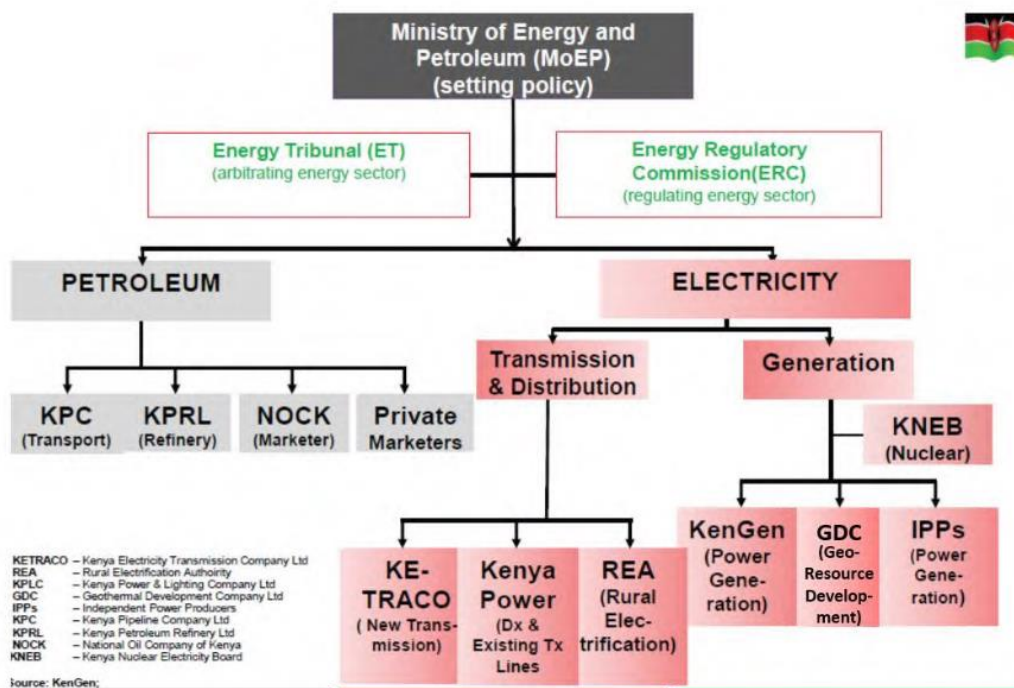 Ministry of Energy and
Petroleum (MoEP)
(setting policy)
Energy Tribunal (ET)
(arbitrating energy sector)
Energy Regulatory
Commission(ERC)
(regulating energy sector)
PETROLEUM
ELECTRICITY
Transmission
& Distribution
Generation
KPC
(Transport)
KPRL
(Refinery)
NOCK
(Marketer)
Private
Marketers
KNEB
(Nuclear)
KE-
TRACO
( New Trans-
mission)
Kenya
Power
(Dx &
Existing Tx
Lines
REA
(Rural
Elec-
trification)
KenGen
(Power
Gene-
ration)
GDC
(Geo-
Resource
Develop-
ment)
IPPs
(Power
Gene-
ration)
KETRACO – Kenya Electricity Transmission Company Ltd
REA – Rural Electrification Authoirity
KPLC – Kenya Power & Lighting Company Ltd
GDC – Geothermal Development Company Ltd
IPPs – Independent Power Producers
KPC – Kenya Pipeline Company Ltd
KPRL – Kenya Petroleum Refinery Ltd
NOCK – National Oil Company of Kenya
KNEB – Kenya Nuclear Electricity Board
Source: KenGen;